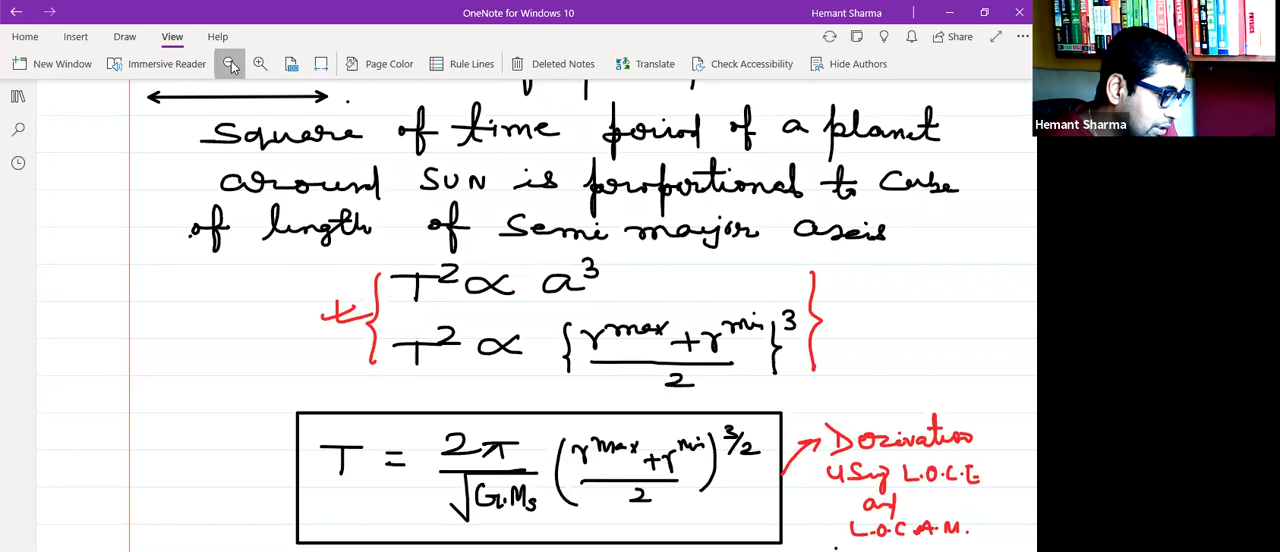 OneNote for Windows 10
Hemant Sharma
Home Insert Draw View Help
Share
New Window Immersive Reader Page Color Rule Lines Deleted Notes Translate Check Accessibility Hide Authors
Hemant Sharma
Square of time period of a planet
around SUN is proportional to Cube
of length of Semi major axis
T² ∝ a³
T² ∝ {(r^max + r^min)/2}³
T = 2π/√(G.Ms) ((r^max + r^min)/2)^3/2
Derivation
Using L.O.C.E
and
L.O.C.A.M.